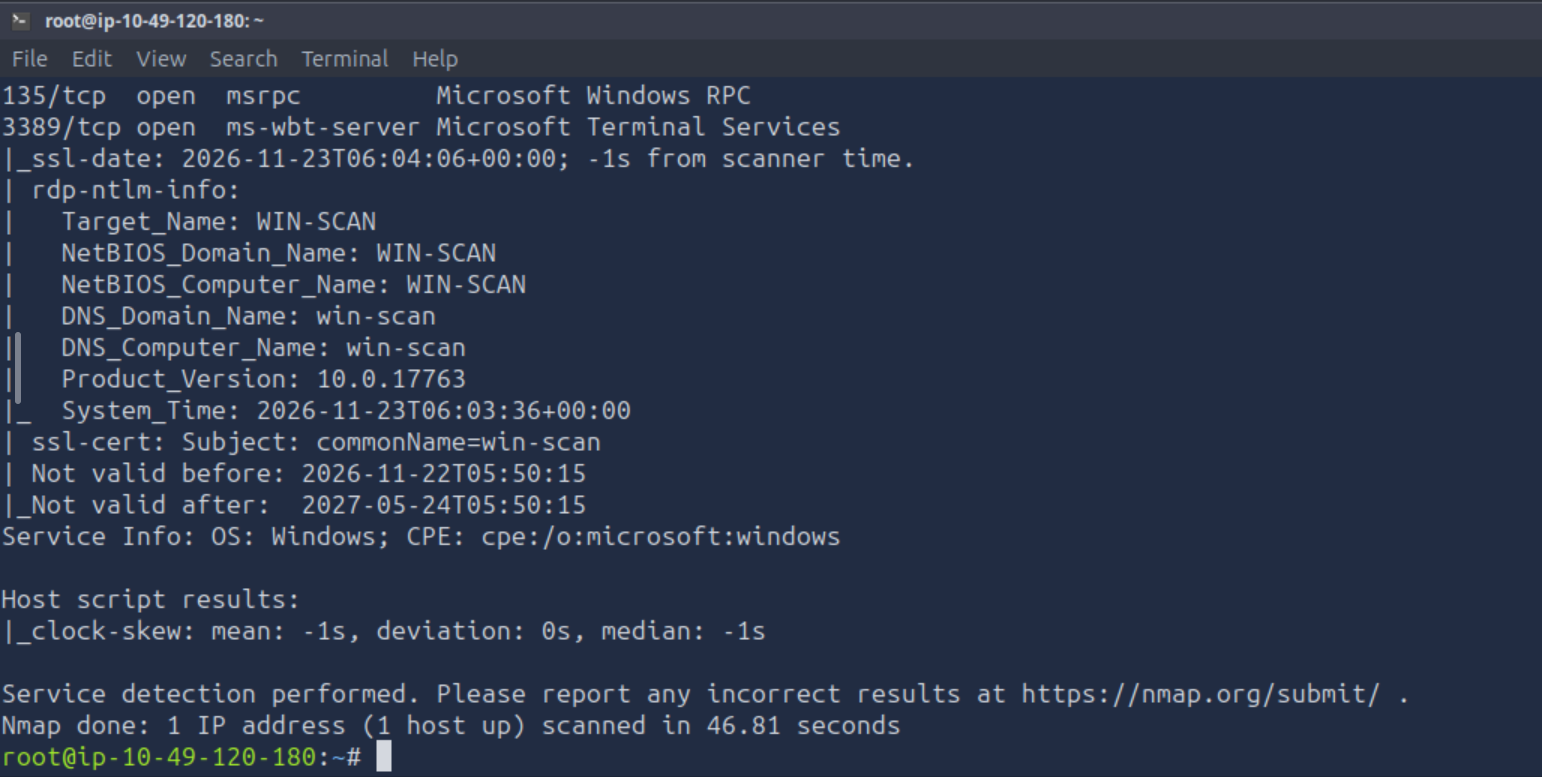 root@ip-10-49-120-180: ~
File Edit View Search Terminal Help
135/tcp  open  msrpc         Microsoft Windows RPC
3389/tcp open  ms-wbt-server Microsoft Terminal Services
|_ssl-date: 2026-11-23T06:04:06+00:00; -1s from scanner time.
| rdp-ntlm-info:
|   Target_Name: WIN-SCAN
|   NetBIOS_Domain_Name: WIN-SCAN
|   NetBIOS_Computer_Name: WIN-SCAN
|   DNS_Domain_Name: win-scan
|   DNS_Computer_Name: win-scan
|   Product_Version: 10.0.17763
|_  System_Time: 2026-11-23T06:03:36+00:00
| ssl-cert: Subject: commonName=win-scan
| Not valid before: 2026-11-22T05:50:15
|_Not valid after:  2027-05-24T05:50:15
Service Info: OS: Windows; CPE: cpe:/o:microsoft:windows
Host script results:
|_clock-skew: mean: -1s, deviation: 0s, median: -1s
Service detection performed. Please report any incorrect results at https://nmap.org/submit/ .
Nmap done: 1 IP address (1 host up) scanned in 46.81 seconds
root@ip-10-49-120-180:~#